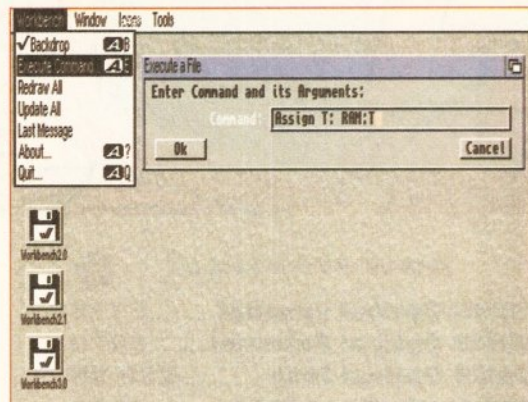 Workbench Window Icons Tools
✓ Backdrop A B
Execute Command A E
Redraw All
Update All
Last Message
About... A ?
Quit... A Q
Execute a File
Enter Command and its Arguments:
Command: Assign T: RAM:T
Ok Cancel
Workbench2.0
Workbench2.1
Workbench3.0